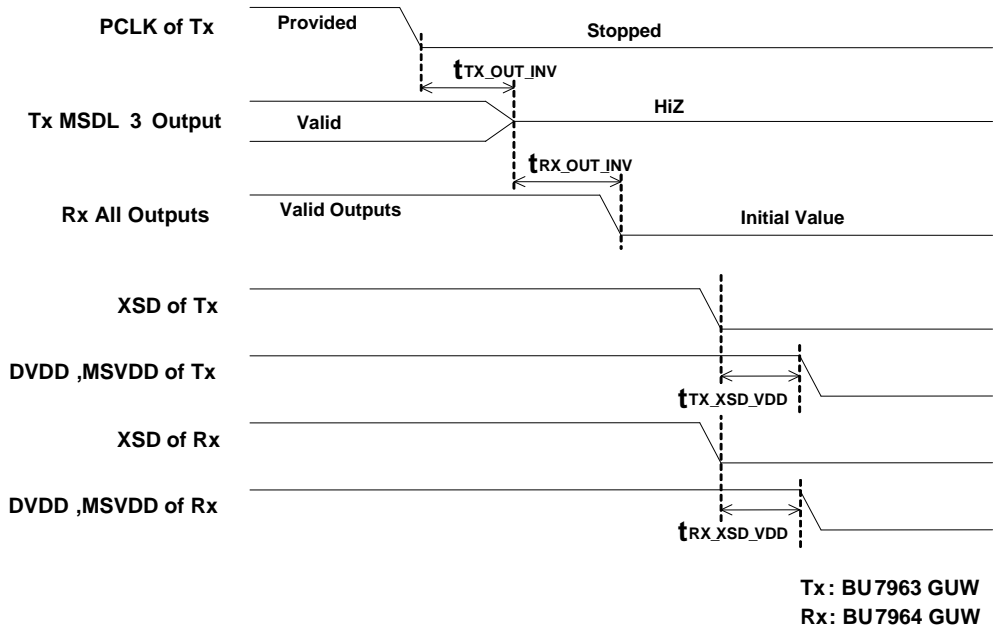 PCLK of Tx
Provided
Stopped
tTX_OUT_INV
Tx MSDL 3 Output
Valid
HiZ
tRX_OUT_INV
Rx All Outputs
Valid Outputs
Initial Value
XSD of Tx
DVDD ,MSVDD of Tx
tTX_XSD_VDD
XSD of Rx
DVDD ,MSVDD of Rx
tRX_XSD_VDD
Tx: BU7963 GUW
Rx: BU7964 GUW